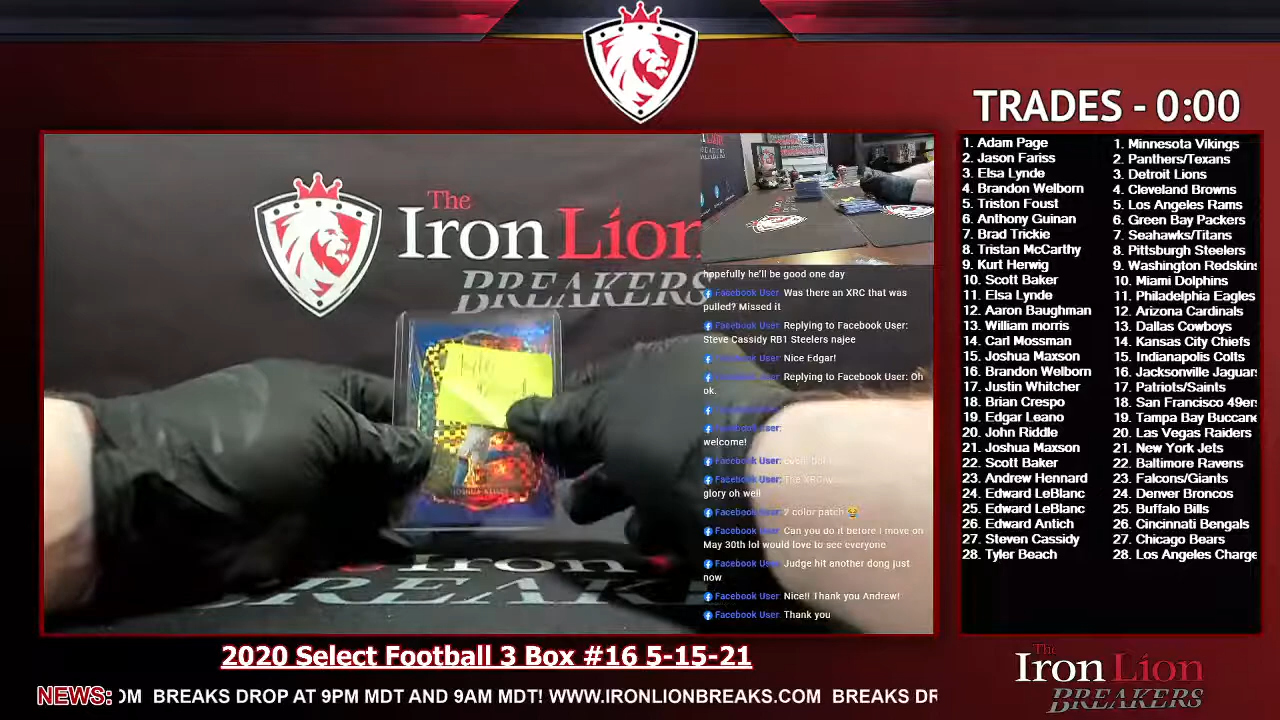 TRADES - 0:00
1. Adam Page
2. Jason Fariss
3. Elsa Lynde
4. Brandon Welborn
5. Triston Foust
6. Anthony Guinan
7. Brad Trickie
8. Tristan McCarthy
9. Kurt Herwig
10. Scott Baker
11. Elsa Lynde
12. Aaron Baughman
13. William morris
14. Carl Mossman
15. Joshua Maxson
16. Brandon Welborn
17. Justin Whitcher
18. Brian Crespo
19. Edgar Leano
20. John Riddle
21. Joshua Maxson
22. Scott Baker
23. Andrew Hennard
24. Edward LeBlanc
25. Edward LeBlanc
26. Edward Antich
27. Steven Cassidy
28. Tyler Beach
1. Minnesota Vikings
2. Panthers/Texans
3. Detroit Lions
4. Cleveland Browns
5. Los Angeles Rams
6. Green Bay Packers
7. Seahawks/Titans
8. Pittsburgh Steelers
9. Washington Redskins
10. Miami Dolphins
11. Philadelphia Eagles
12. Arizona Cardinals
13. Dallas Cowboys
14. Kansas City Chiefs
15. Indianapolis Colts
16. Jacksonville Jaguars
17. Patriots/Saints
18. San Francisco 49ers
19. Tampa Bay Buccane
20. Las Vegas Raiders
21. New York Jets
22. Baltimore Ravens
23. Falcons/Giants
24. Denver Broncos
25. Buffalo Bills
26. Cincinnati Bengals
27. Chicago Bears
28. Los Angeles Charge
The
Iron Lion
BREAKERS
JOSHUA KELLEY
Iron
BREAK
hopefully he'll be good one day
Facebook User: Was there an XRC that was
pulled? Missed it
Facebook User: Replying to Facebook User:
Steve Cassidy RB1 Steelers najee
Facebook User: Nice Edgar!
Facebook User: Replying to Facebook User: Oh
ok.
Facebook User:
welcome!
Facebook User:
Facebook User: The XRC
glory oh well
Facebook User: 2 color patch 😂
Facebook User: Can you do it before I move on
May 30th lol would love to see everyone
Facebook User: Judge hit another dong just
now
Facebook User: Nice!! Thank you Andrew!
Facebook User: Thank you
2020 Select Football 3 Box #16 5-15-21
NEWS: OM BREAKS DROP AT 9PM MDT AND 9AM MDT! WWW.IRONLIONBREAKS.COM BREAKS DR
The
Iron Lion
BREAKERS